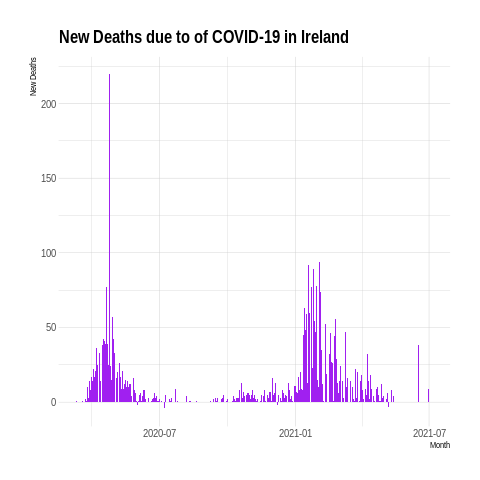 New Deaths due to of COVID-19 in Ireland
New Deaths
200
150
100
50
0
2020-07
2021-01
2021-07
Month